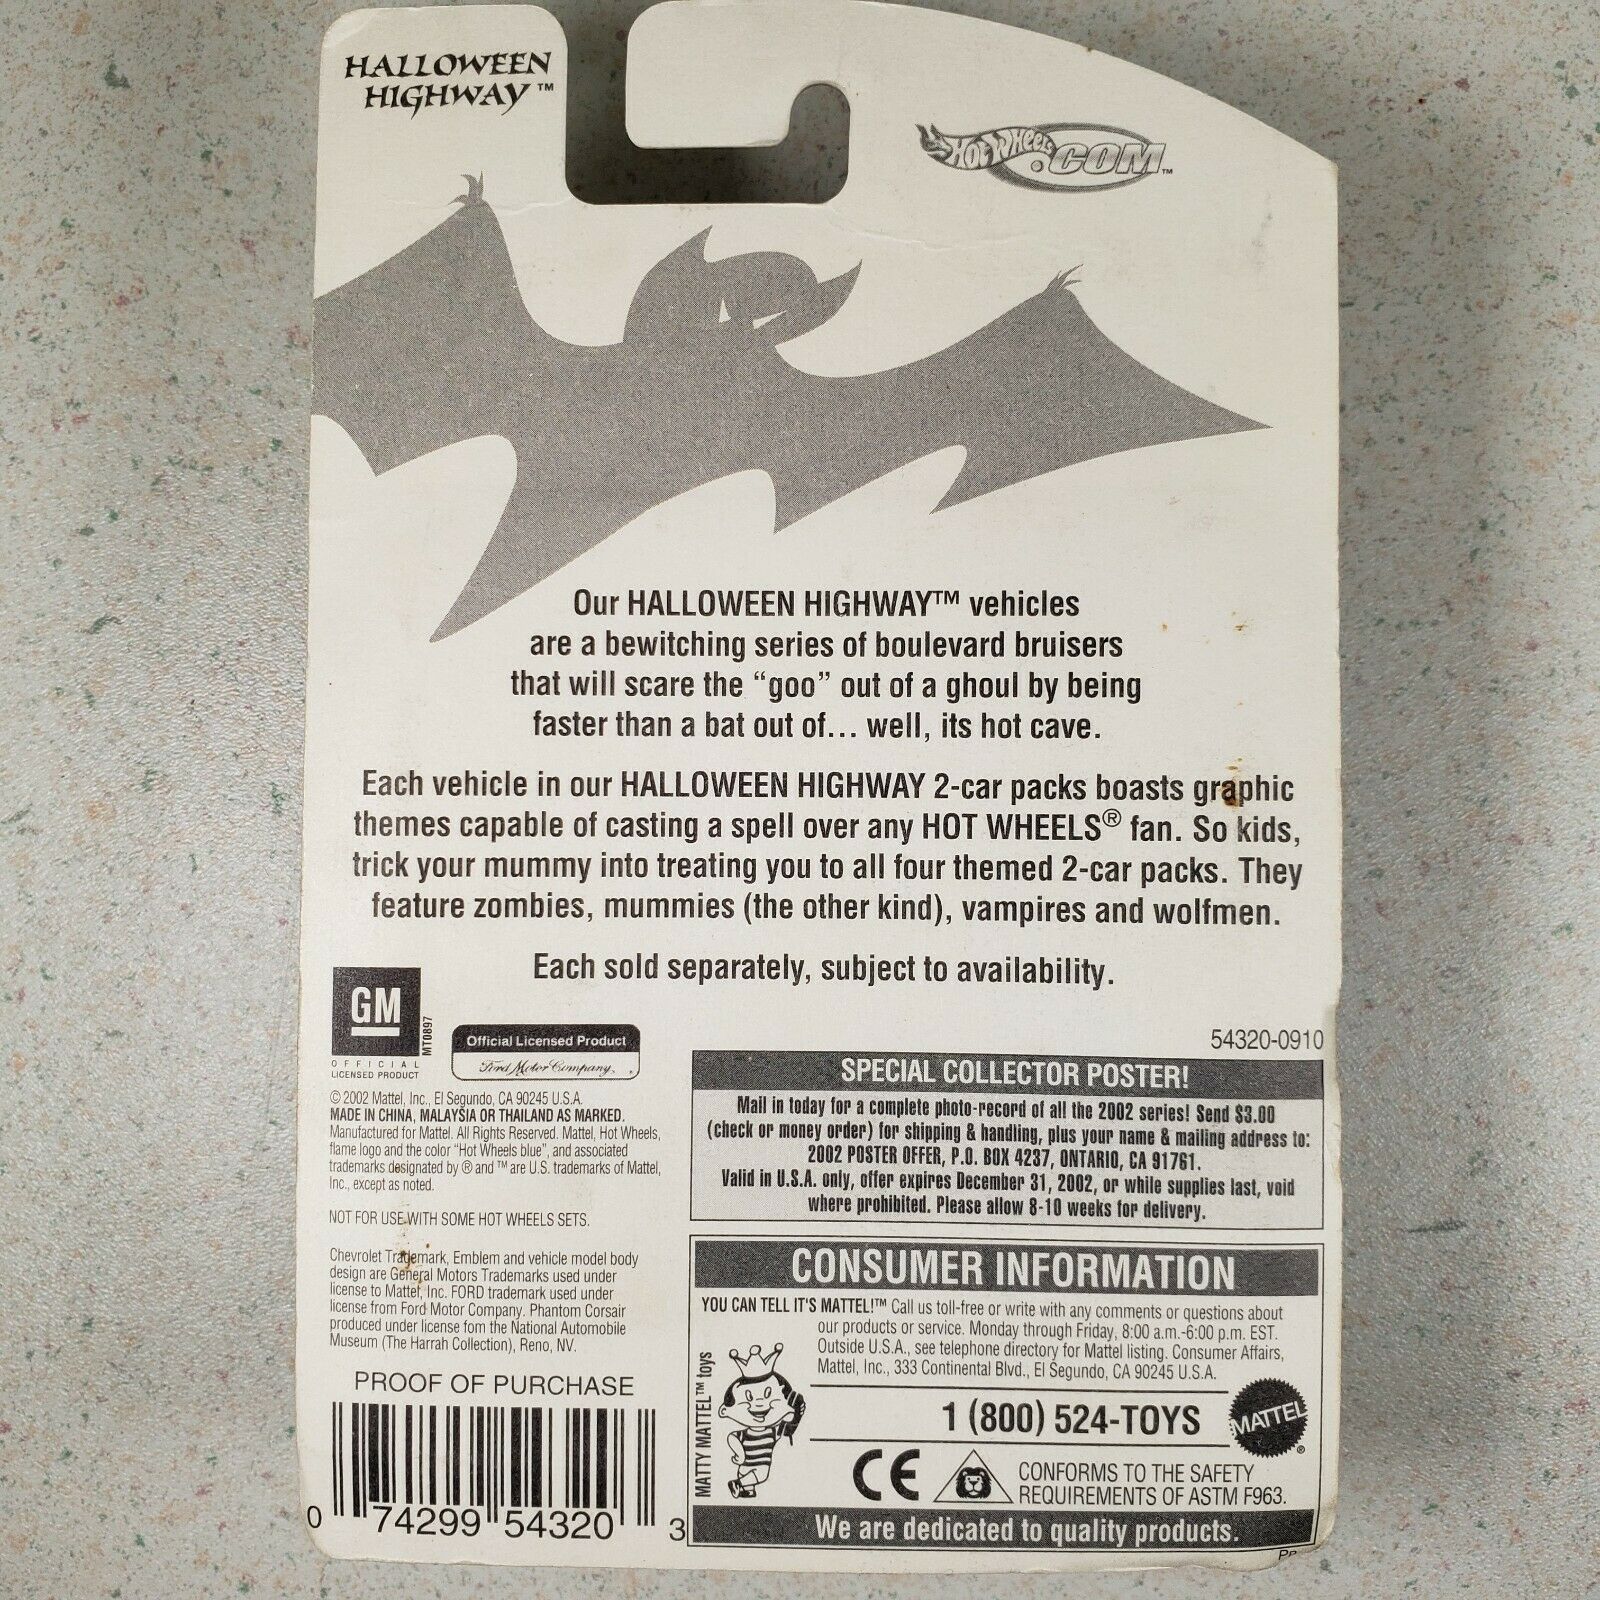 HALLOWEEN
HIGHWAY™
HOT WHEELS.COM™
Our HALLOWEEN HIGHWAY™ vehicles
are a bewitching series of boulevard bruisers
that will scare the “goo” out of a ghoul by being
faster than a bat out of... well, its hot cave.
Each vehicle in our HALLOWEEN HIGHWAY 2-car packs boasts graphic
themes capable of casting a spell over any HOT WHEELS® fan. So kids,
trick your mummy into treating you to all four themed 2-car packs. They
feature zombies, mummies (the other kind), vampires and wolfmen.
Each sold separately, subject to availability.
GM
MT0897
OFFICIAL
LICENSED PRODUCT
Official Licensed Product
Ford Motor Company,
© 2002 Mattel, Inc., El Segundo, CA 90245 U.S.A.
MADE IN CHINA, MALAYSIA OR THAILAND AS MARKED.
Manufactured for Mattel. All Rights Reserved. Mattel, Hot Wheels,
flame logo and the color “Hot Wheels blue”, and associated
trademarks designated by ® and ™ are U.S. trademarks of Mattel,
Inc., except as noted.
NOT FOR USE WITH SOME HOT WHEELS SETS.
Chevrolet Trademark, Emblem and vehicle model body
design are General Motors Trademarks used under
license to Mattel, Inc. FORD trademark used under
license from Ford Motor Company. Phantom Corsair
produced under license fom the National Automobile
Museum (The Harrah Collection), Reno, NV.
PROOF OF PURCHASE
0 74299 54320 3
54320-0910
SPECIAL COLLECTOR POSTER!
Mail in today for a complete photo-record of all the 2002 series! Send $3.00
(check or money order) for shipping & handling, plus your name & mailing address to:
2002 POSTER OFFER, P.O. BOX 4237, ONTARIO, CA 91761.
Valid in U.S.A. only, offer expires December 31, 2002, or while supplies last, void
where prohibited. Please allow 8-10 weeks for delivery.
CONSUMER INFORMATION
YOU CAN TELL IT'S MATTEL!™ Call us toll-free or write with any comments or questions about
our products or service. Monday through Friday, 8:00 a.m.-6:00 p.m. EST.
Outside U.S.A., see telephone directory for Mattel listing. Consumer Affairs,
Mattel, Inc., 333 Continental Blvd., El Segundo, CA 90245 U.S.A.
MATTY MATTEL™ toys
1 (800) 524-TOYS
MATTEL®
CE
CONFORMS TO THE SAFETY
REQUIREMENTS OF ASTM F963.
We are dedicated to quality products.